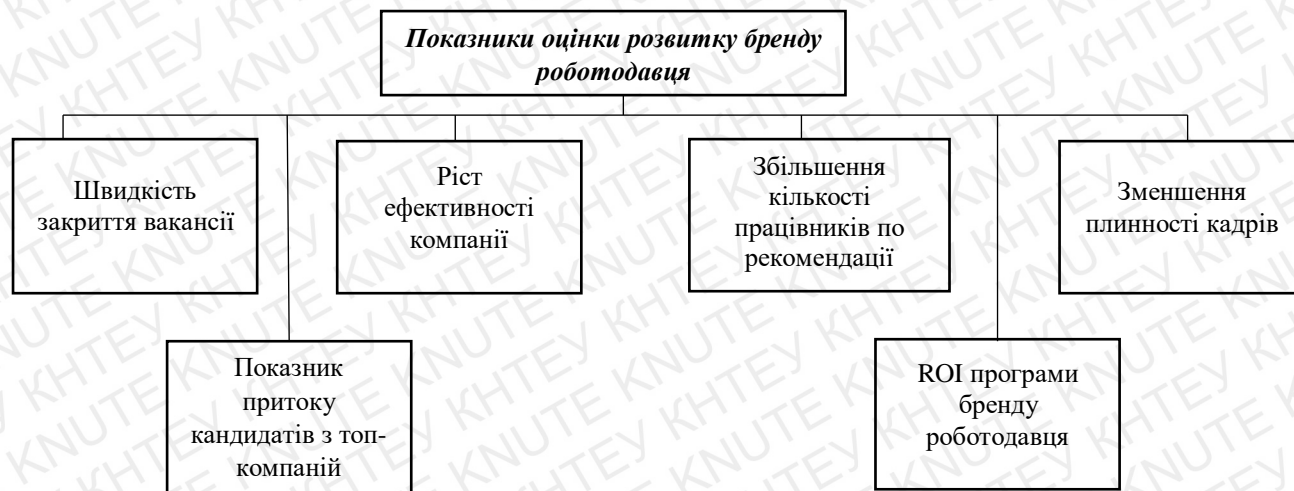 Показники оцінки розвитку бренду
роботодавця
Швидкість
закриття вакансії
Ріст
ефективності
компанії
Збільшення
кількості
працівників по
рекомендації
Зменшення
плинності кадрів
Показник
притоку
кандидатів з топ-
компаній
ROI програми
бренду
роботодавця